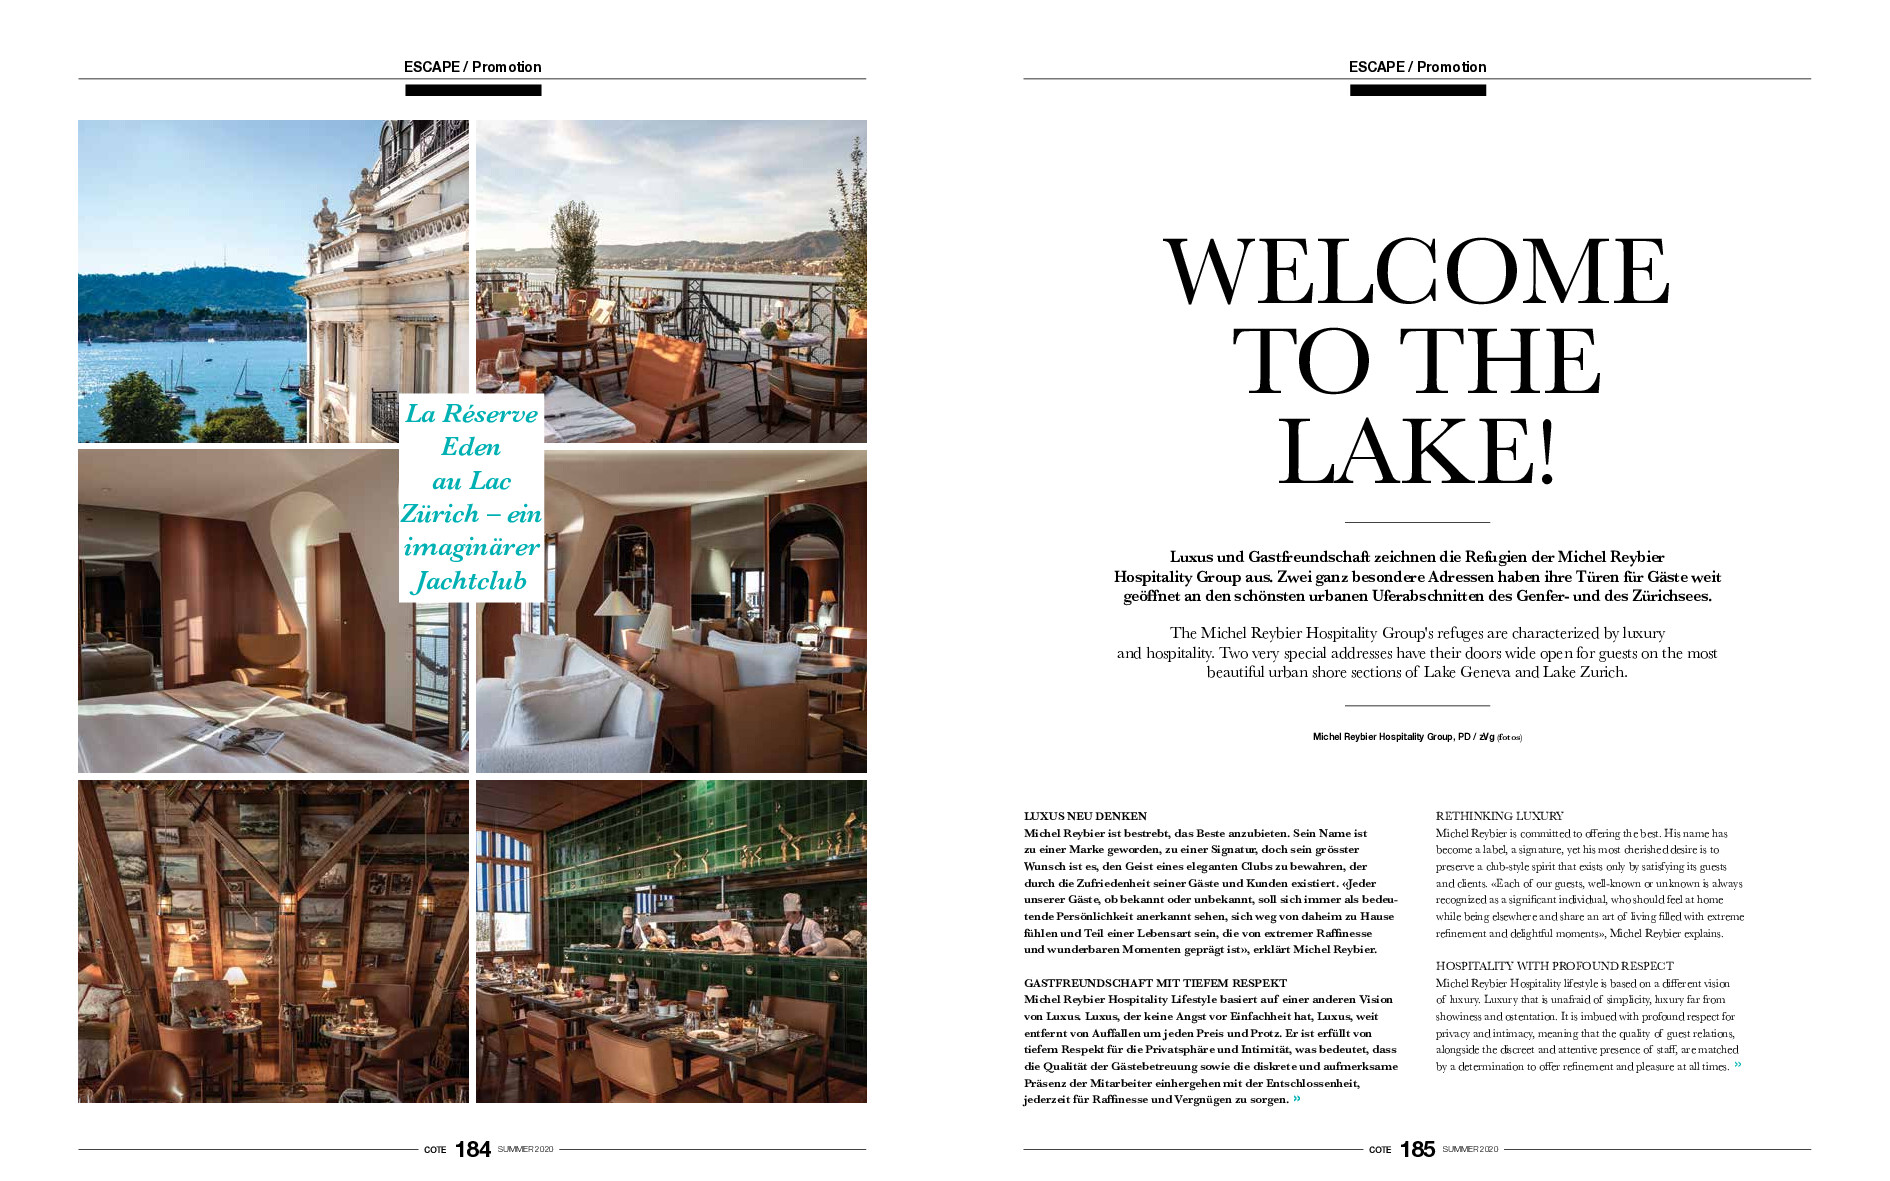 ESCAPE / Promotion
La Réserve
Eden
au Lac
Zürich – ein
imaginärer
Jachtclub
COTE 184 SUMMER 2020
ESCAPE / Promotion
WELCOME
TO THE
LAKE!
Luxus und Gastfreundschaft zeichnen die Refugien der Michel Reybier
Hospitality Group aus. Zwei ganz besondere Adressen haben ihre Türen für Gäste weit
geöffnet an den schönsten urbanen Uferabschnitten des Genfer- und des Zürichsees.
The Michel Reybier Hospitality Group's refuges are characterized by luxury
and hospitality. Two very special addresses have their doors wide open for guests on the most
beautiful urban shore sections of Lake Geneva and Lake Zurich.
Michel Reybier Hospitality Group, PD / zVg (fotos)
LUXUS NEU DENKEN
Michel Reybier ist bestrebt, das Beste anzubieten. Sein Name ist
zu einer Marke geworden, zu einer Signatur, doch sein grösster
Wunsch ist es, den Geist eines eleganten Clubs zu bewahren, der
durch die Zufriedenheit seiner Gäste und Kunden existiert. «Jeder
unserer Gäste, ob bekannt oder unbekannt, soll sich immer als bedeu-
tende Persönlichkeit anerkannt sehen, sich weg von daheim zu Hause
fühlen und Teil einer Lebensart sein, die von extremer Raffinesse
und wunderbaren Momenten geprägt ist», erklärt Michel Reybier.
GASTFREUNDSCHAFT MIT TIEFEM RESPEKT
Michel Reybier Hospitality Lifestyle basiert auf einer anderen Vision
von Luxus. Luxus, der keine Angst vor Einfachheit hat, Luxus, weit
entfernt von Auffallen um jeden Preis und Protz. Er ist erfüllt von
tiefem Respekt für die Privatsphäre und Intimität, was bedeutet, dass
die Qualität der Gästebetreuung sowie die diskrete und aufmerksame
Präsenz der Mitarbeiter einhergehen mit der Entschlossenheit,
jederzeit für Raffinesse und Vergnügen zu sorgen. »
RETHINKING LUXURY
Michel Reybier is committed to offering the best. His name has
become a label, a signature, yet his most cherished desire is to
preserve a club-style spirit that exists only by satisfying its guests
and clients. «Each of our guests, well-known or unknown is always
recognized as a significant individual, who should feel at home
while being elsewhere and share an art of living filled with extreme
refinement and delightful moments», Michel Reybier explains.
HOSPITALITY WITH PROFOUND RESPECT
Michel Reybier Hospitality lifestyle is based on a different vision
of luxury. Luxury that is unafraid of simplicity, luxury far from
showiness and ostentation. It is imbued with profound respect for
privacy and intimacy, meaning that the quality of guest relations,
alongside the discreet and attentive presence of staff, are matched
by a determination to offer refinement and pleasure at all times. »
COTE 185 SUMMER 2020